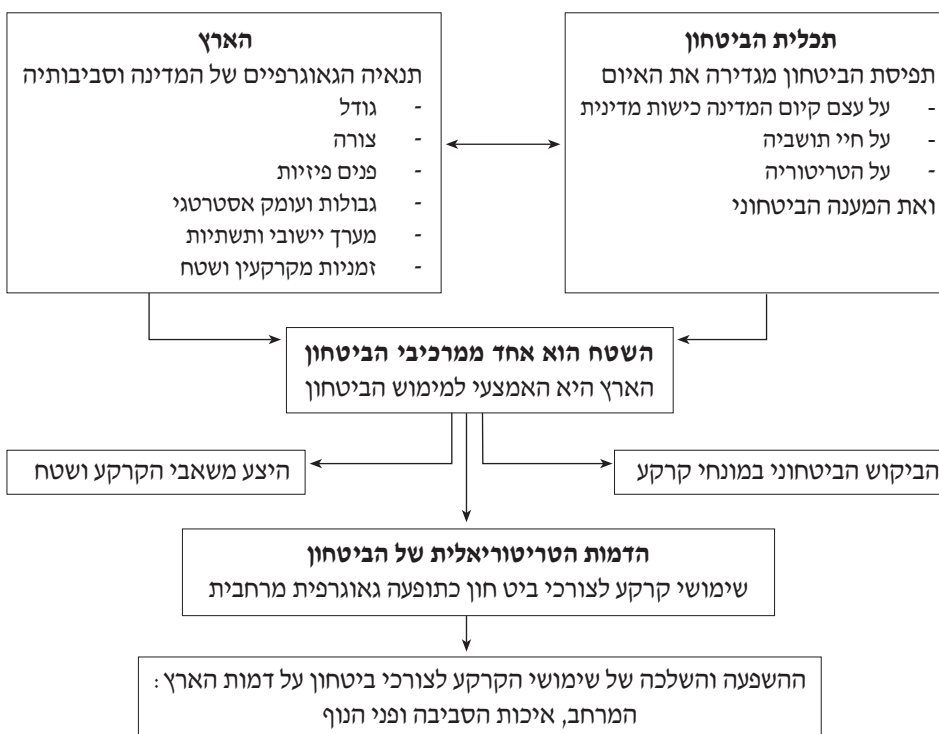 תכלית הביטחון
תפיסת הביטחון מגדירה את האיום
- על עצם קיום המדינה כישות מדינית
- על חיי תושביה
- על הטריטוריה
ואת המענה הביטחוני
הארץ
תנאיה הגאוגרפיים של המדינה וסביבותיה
- גודל
- צורה
- פנים פיזיות
- גבולות ועומק אסטרטגי
- מערך יישובי ותשתיות
- זמניות מקרקעין ושטח
השטח הוא אחד ממרכיבי הביטחון
הארץ היא האמצעי למימוש הביטחון
הביקוש הביטחוני במונחי קרקע
היצע משאבי הקרקע ושטח
הדמות הטריטוריאלית של הביטחון
שימושי קרקע לצורכי ביט חון כתופעה גאוגרפית מרחבית
ההשפעה והשלכה של שימושי הקרקע לצורכי ביטחון על דמות הארץ:
המרחב, איכות הסביבה ופני הנוף